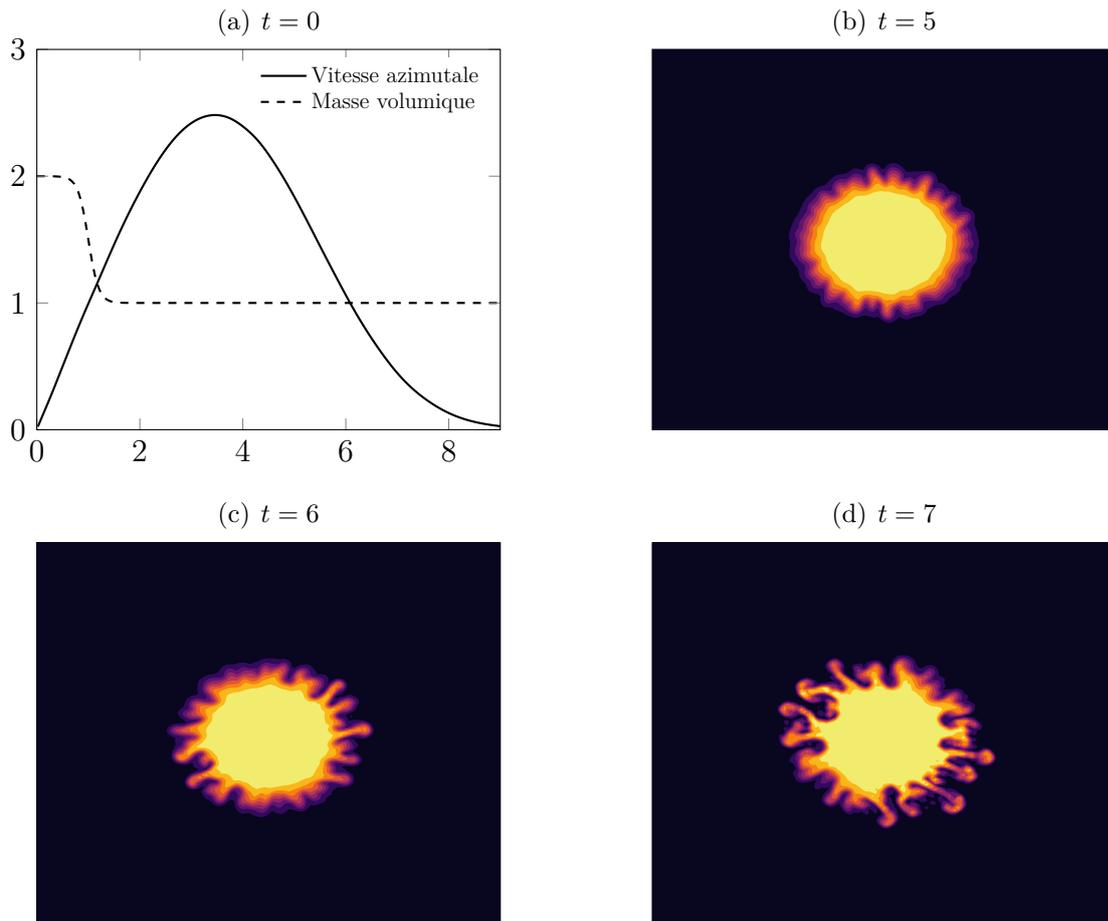 (a) t = 0
(b) t = 5
3
Vitesse azimutale
Masse volumique
2
1
0
0 2 4 6 8
(c) t = 6
(d) t = 7